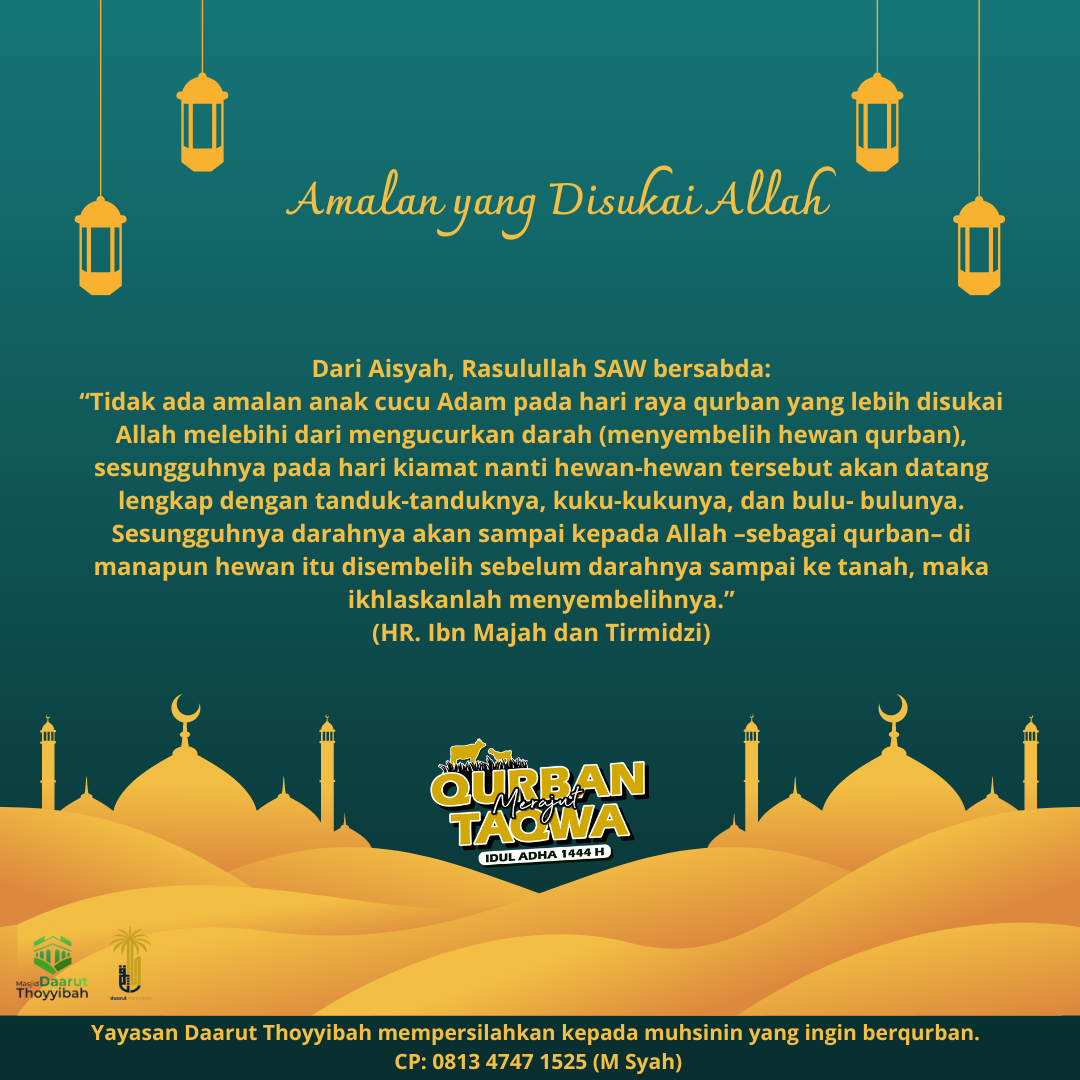 Amalan yang Disukai Allah
Dari Aisyah, Rasulullah SAW bersabda:
“Tidak ada amalan anak cucu Adam pada hari raya qurban yang lebih disukai
Allah melebihi dari mengucurkan darah (menyembelih hewan qurban),
sesungguhnya pada hari kiamat nanti hewan-hewan tersebut akan datang
lengkap dengan tanduk-tanduknya, kuku-kukunya, dan bulu- bulunya.
Sesungguhnya darahnya akan sampai kepada Allah –sebagai qurban– di
manapun hewan itu disembelih sebelum darahnya sampai ke tanah, maka
ikhlaskanlah menyembelihnya.”
(HR. Ibn Majah dan Tirmidzi)
QURBAN
Merajut
TAQWA
IDUL ADHA 1444 H
Masjid Daarut
Thoyyibah
Yayasan Daarut Thoyyibah mempersilahkan kepada muhsinin yang ingin berqurban.
CP: 0813 4747 1525 (M Syah)